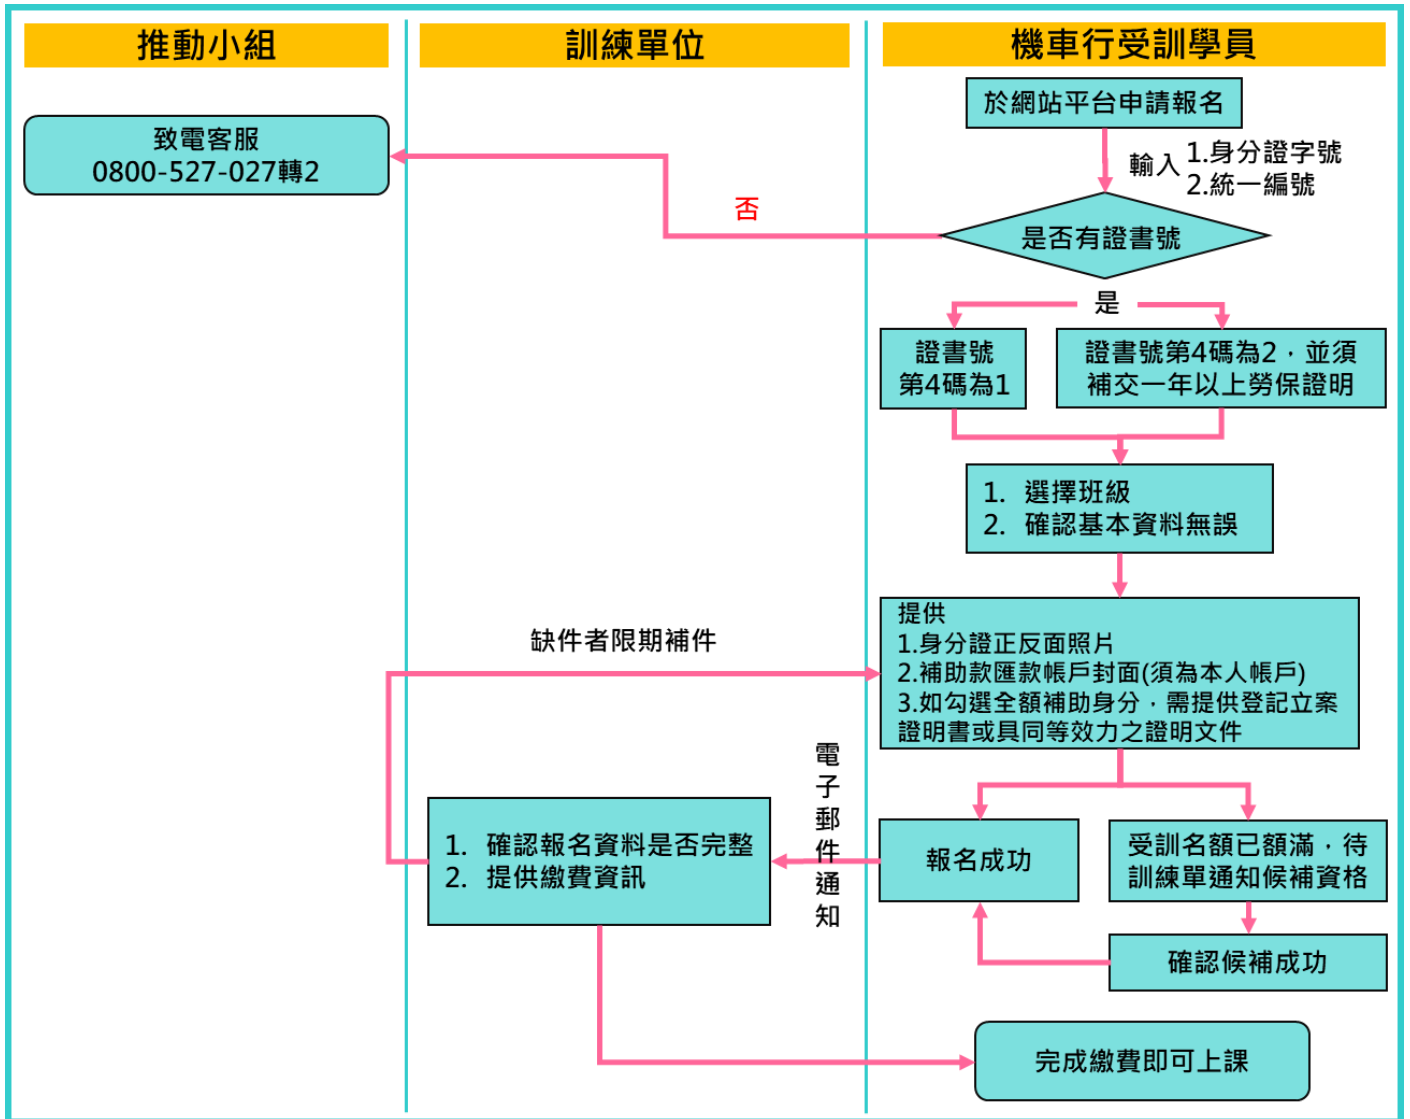 推動小組
訓練單位
機車行受訓學員
於網站平台申請報名
致電客服
0800-527-027轉2
輸入
1.身分證字號
2.統一編號
否
是否有證書號
是
證書號
第4碼為1
證書號第4碼為2，並須
補交一年以上勞保證明
1. 選擇班級
2. 確認基本資料無誤
缺件者限期補件
提供
1.身分證正反面照片
2.補助款匯款帳戶封面(須為本人帳戶)
3.如勾選全額補助身分，需提供登記立案
證明書或具同等效力之證明文件
電子郵件通知
1. 確認報名資料是否完整
2. 提供繳費資訊
報名成功
受訓名額已額滿，待
訓練單通知候補資格
確認候補成功
完成繳費即可上課